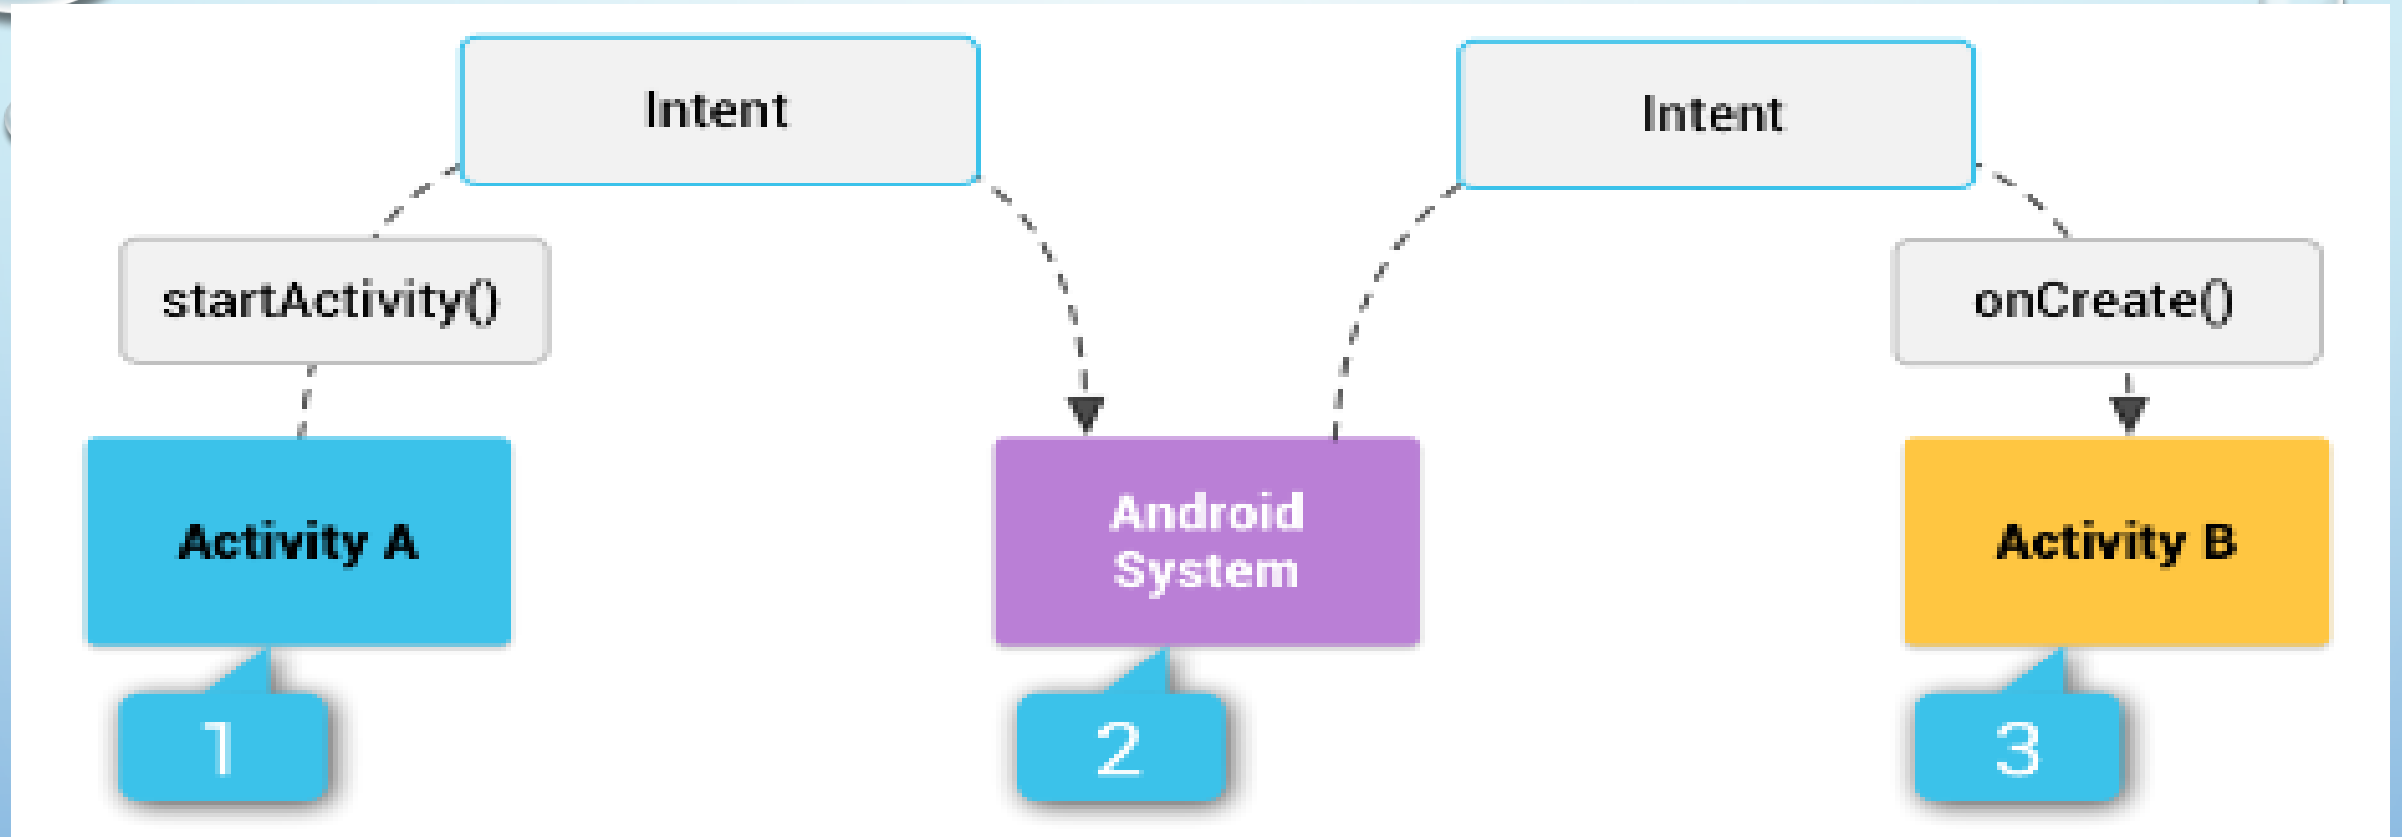 Intent
Intent
startActivity()
onCreate()
Activity A
Android
System
Activity B
1
2
3